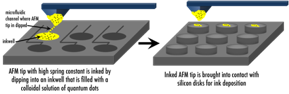 microfluidics
channel where AFM
tip in dipped
inkwell
AFM tip with high spring constant is inked by
dipping into an inkwell that is filled with a
colloidal solution of quantum dots
Inked AFM tip is brought into contact with
silicon disks for ink deposition